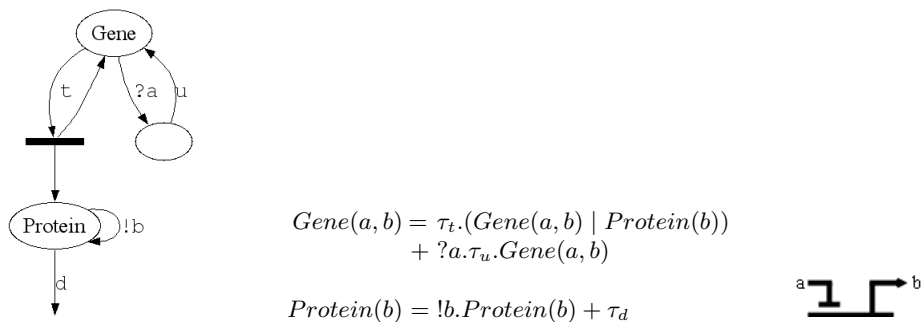 Gene
t
?a
u
Protein
!b
d
Gene(a, b) = τ_t.(Gene(a, b) | Protein(b))
+ ?a.τ_u.Gene(a, b)
Protein(b) = !b.Protein(b) + τ_d
a
b